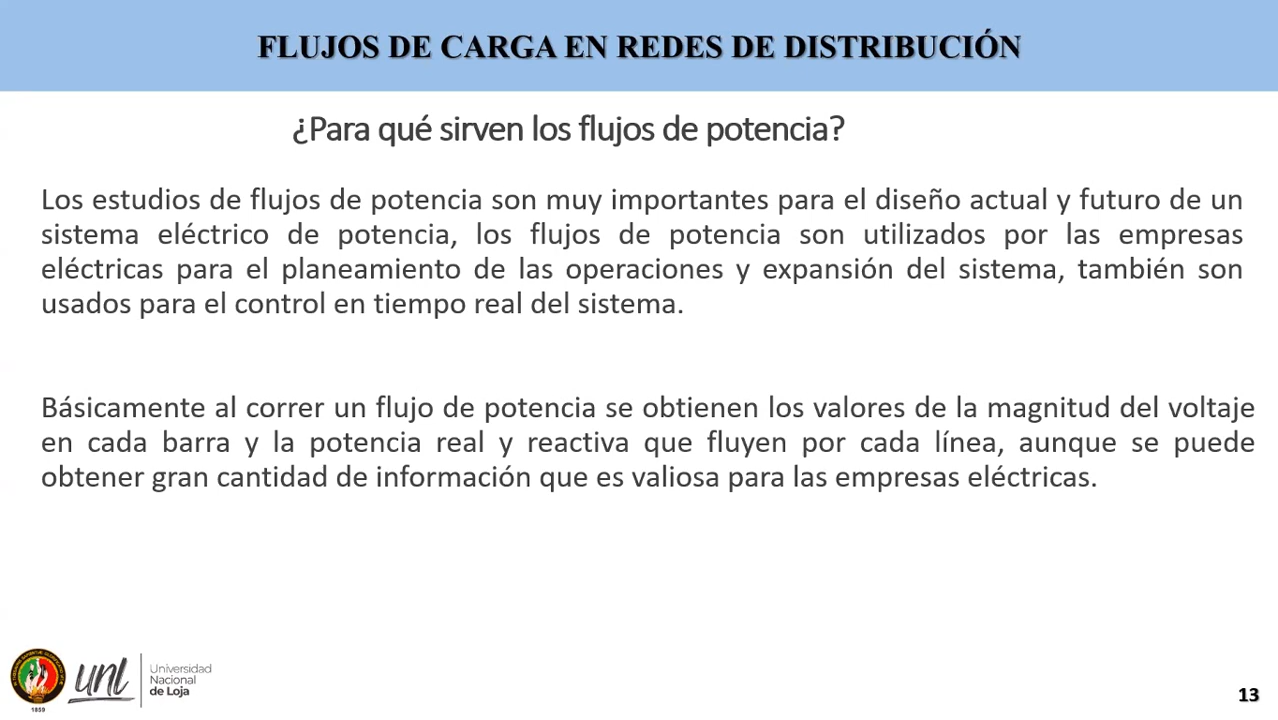 FLUJOS DE CARGA EN REDES DE DISTRIBUCIÓN
¿Para qué sirven los flujos de potencia?
Los estudios de flujos de potencia son muy importantes para el diseño actual y futuro de un
sistema eléctrico de potencia, los flujos de potencia son utilizados por las empresas
eléctricas para el planeamiento de las operaciones y expansión del sistema, también son
usados para el control en tiempo real del sistema.
Básicamente al correr un flujo de potencia se obtienen los valores de la magnitud del voltaje
en cada barra y la potencia real y reactiva que fluyen por cada línea, aunque se puede
obtener gran cantidad de información que es valiosa para las empresas eléctricas.
unl
Universidad
Nacional
de Loja
1859
13